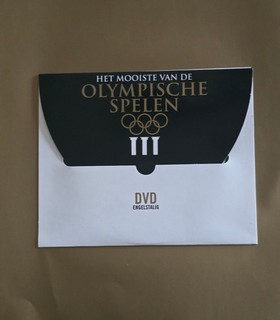 HET MOOISTE VAN DE
OLYMPISCHE
SPELEN
III
DVD
ENGELSTALIG